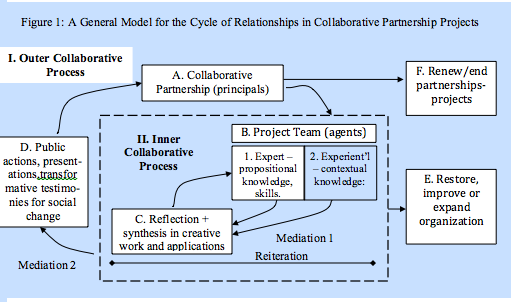 Figure 1: A General Model for the Cycle of Relationships in Collaborative Partnership Projects
I. Outer Collaborative
Process
A. Collaborative
Partnership (principals)
F. Renew/end
partnerships-
projects
D. Public
actions, present-
ations,transfor
mative testimo-
nies for social
change
II. Inner
Collaborative
Process
B. Project Team (agents)
1. Expert –
propositional
knowledge,
skills.
2. Experient'l
– contextual
knowledge:
E. Restore,
improve or
expand
organization
C. Reflection +
synthesis in creative
work and applications
Mediation 1
Reiteration
Mediation 2